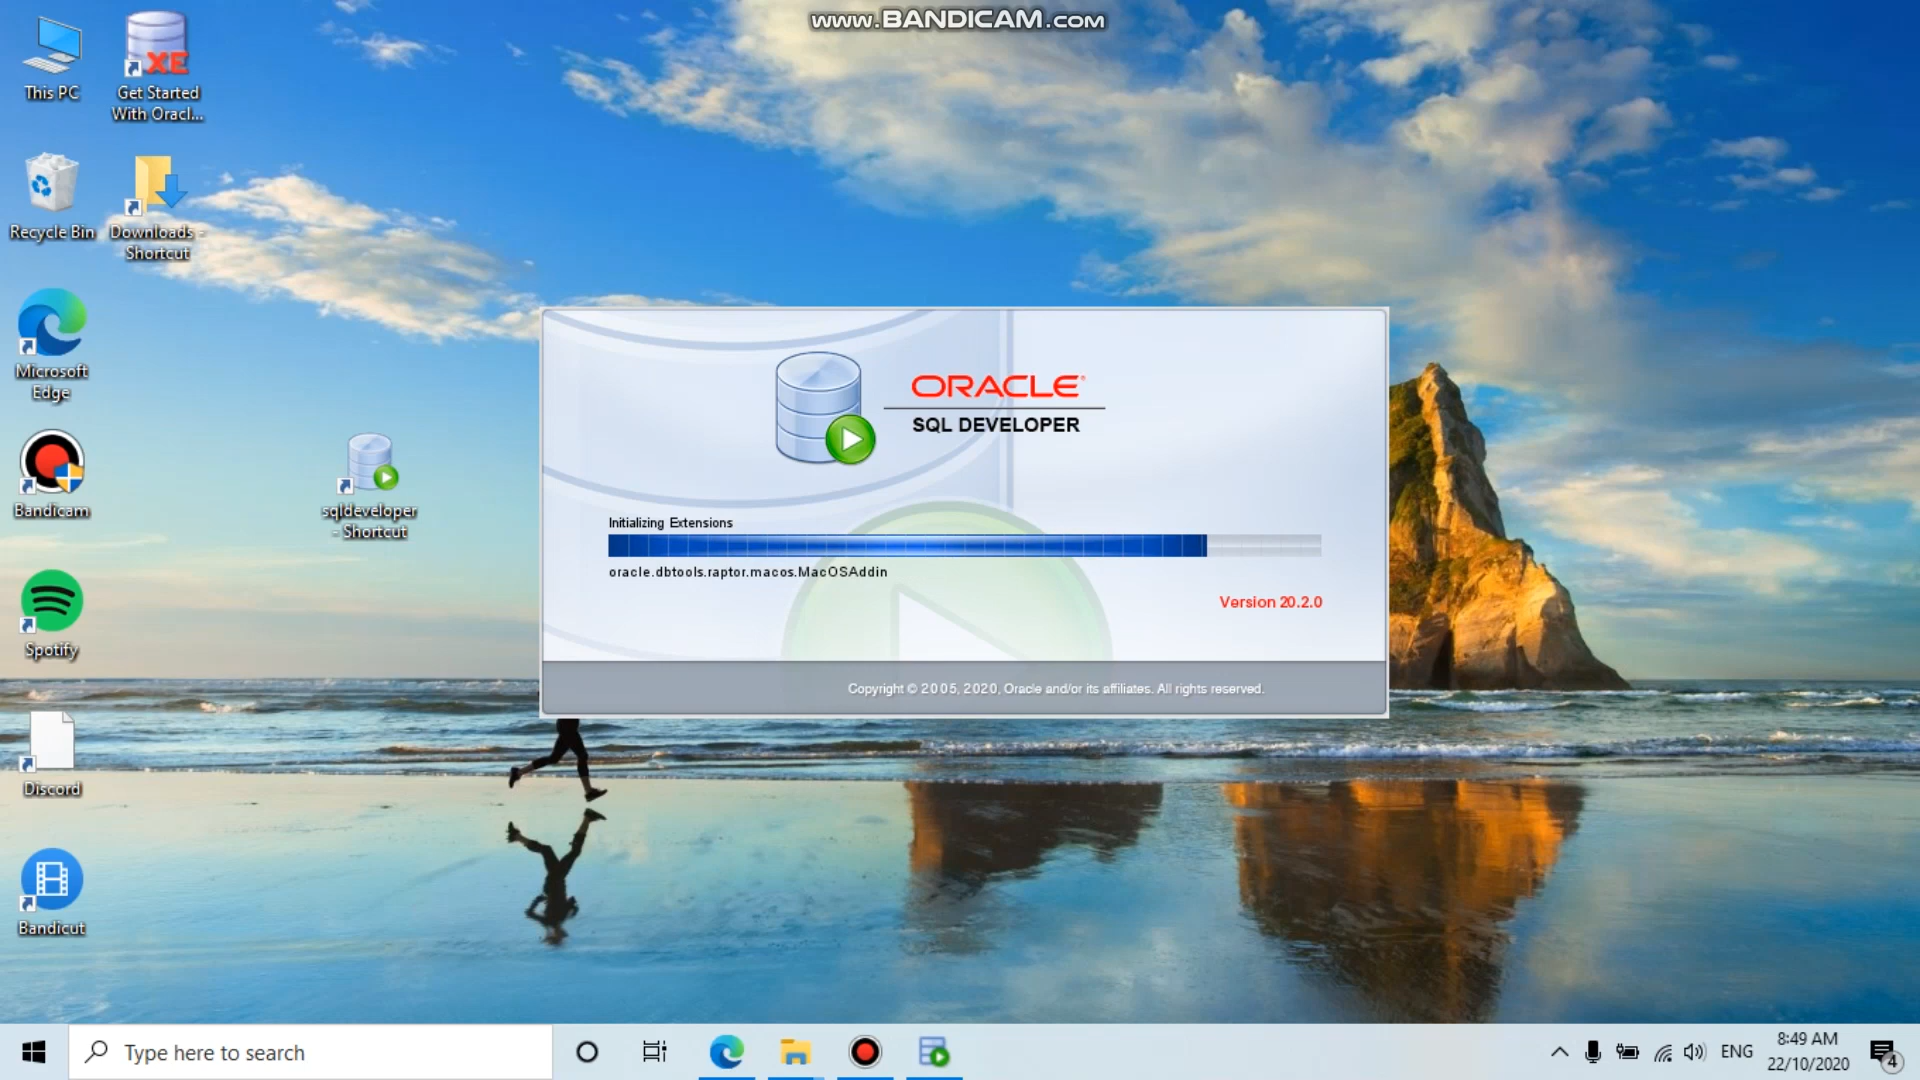 www.BANDICAM.com
This PC
XE
Get Started
With Oracl...
Recycle Bin
Downloads -
Shortcut
Microsoft
Edge
Bandicam
sqldeveloper
- Shortcut
Spotify
Discord
Bandicut
ORACLE®
SQL DEVELOPER
Initializing Extensions
oracle.dbtools.raptor.macos.MacOSAddin
Version 20.2.0
Copyright © 2005, 2020, Oracle and/or its affiliates. All rights reserved.
Type here to search
ENG
8:49 AM
22/10/2020
4